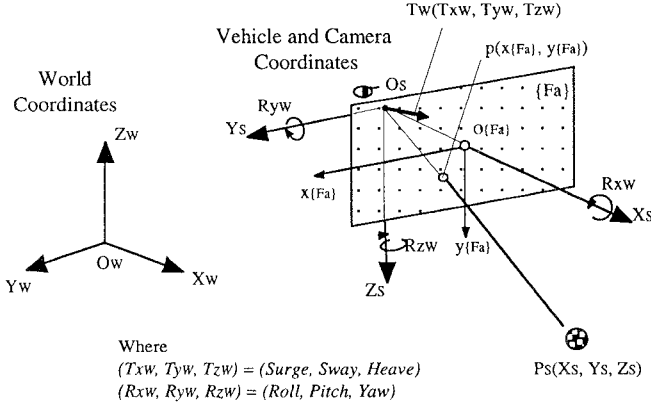 Tw(Txw, Tyw, Tzw)
Vehicle and Camera
Coordinates
p(x{Fa}, y{Fa})
World
Coordinates
Os
{Fa}
Ryw
Zw
Ys
O{Fa}
x{Fa}
Rxw
Xs
Rzw
y{Fa}
Ow
Yw
Xw
Zs
Where
Ps(Xs, Ys, Zs)
(Txw, Tyw, Tzw) = (Surge, Sway, Heave)
(Rxw, Ryw, Rzw) = (Roll, Pitch, Yaw)